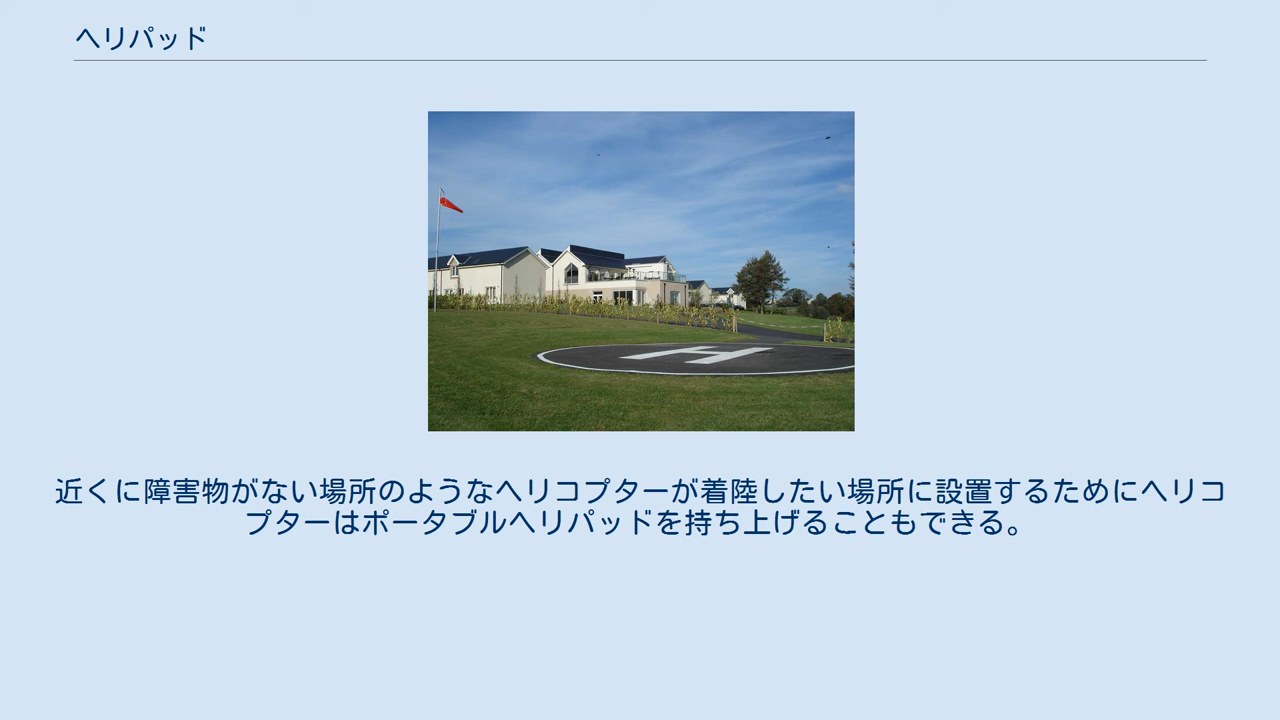 ヘリパッド
H
近くに障害物がない場所のようなヘリコプターが着陸したい場所に設置するためにヘリコ
プターはポータブルヘリパッドを持ち上げることもできる。